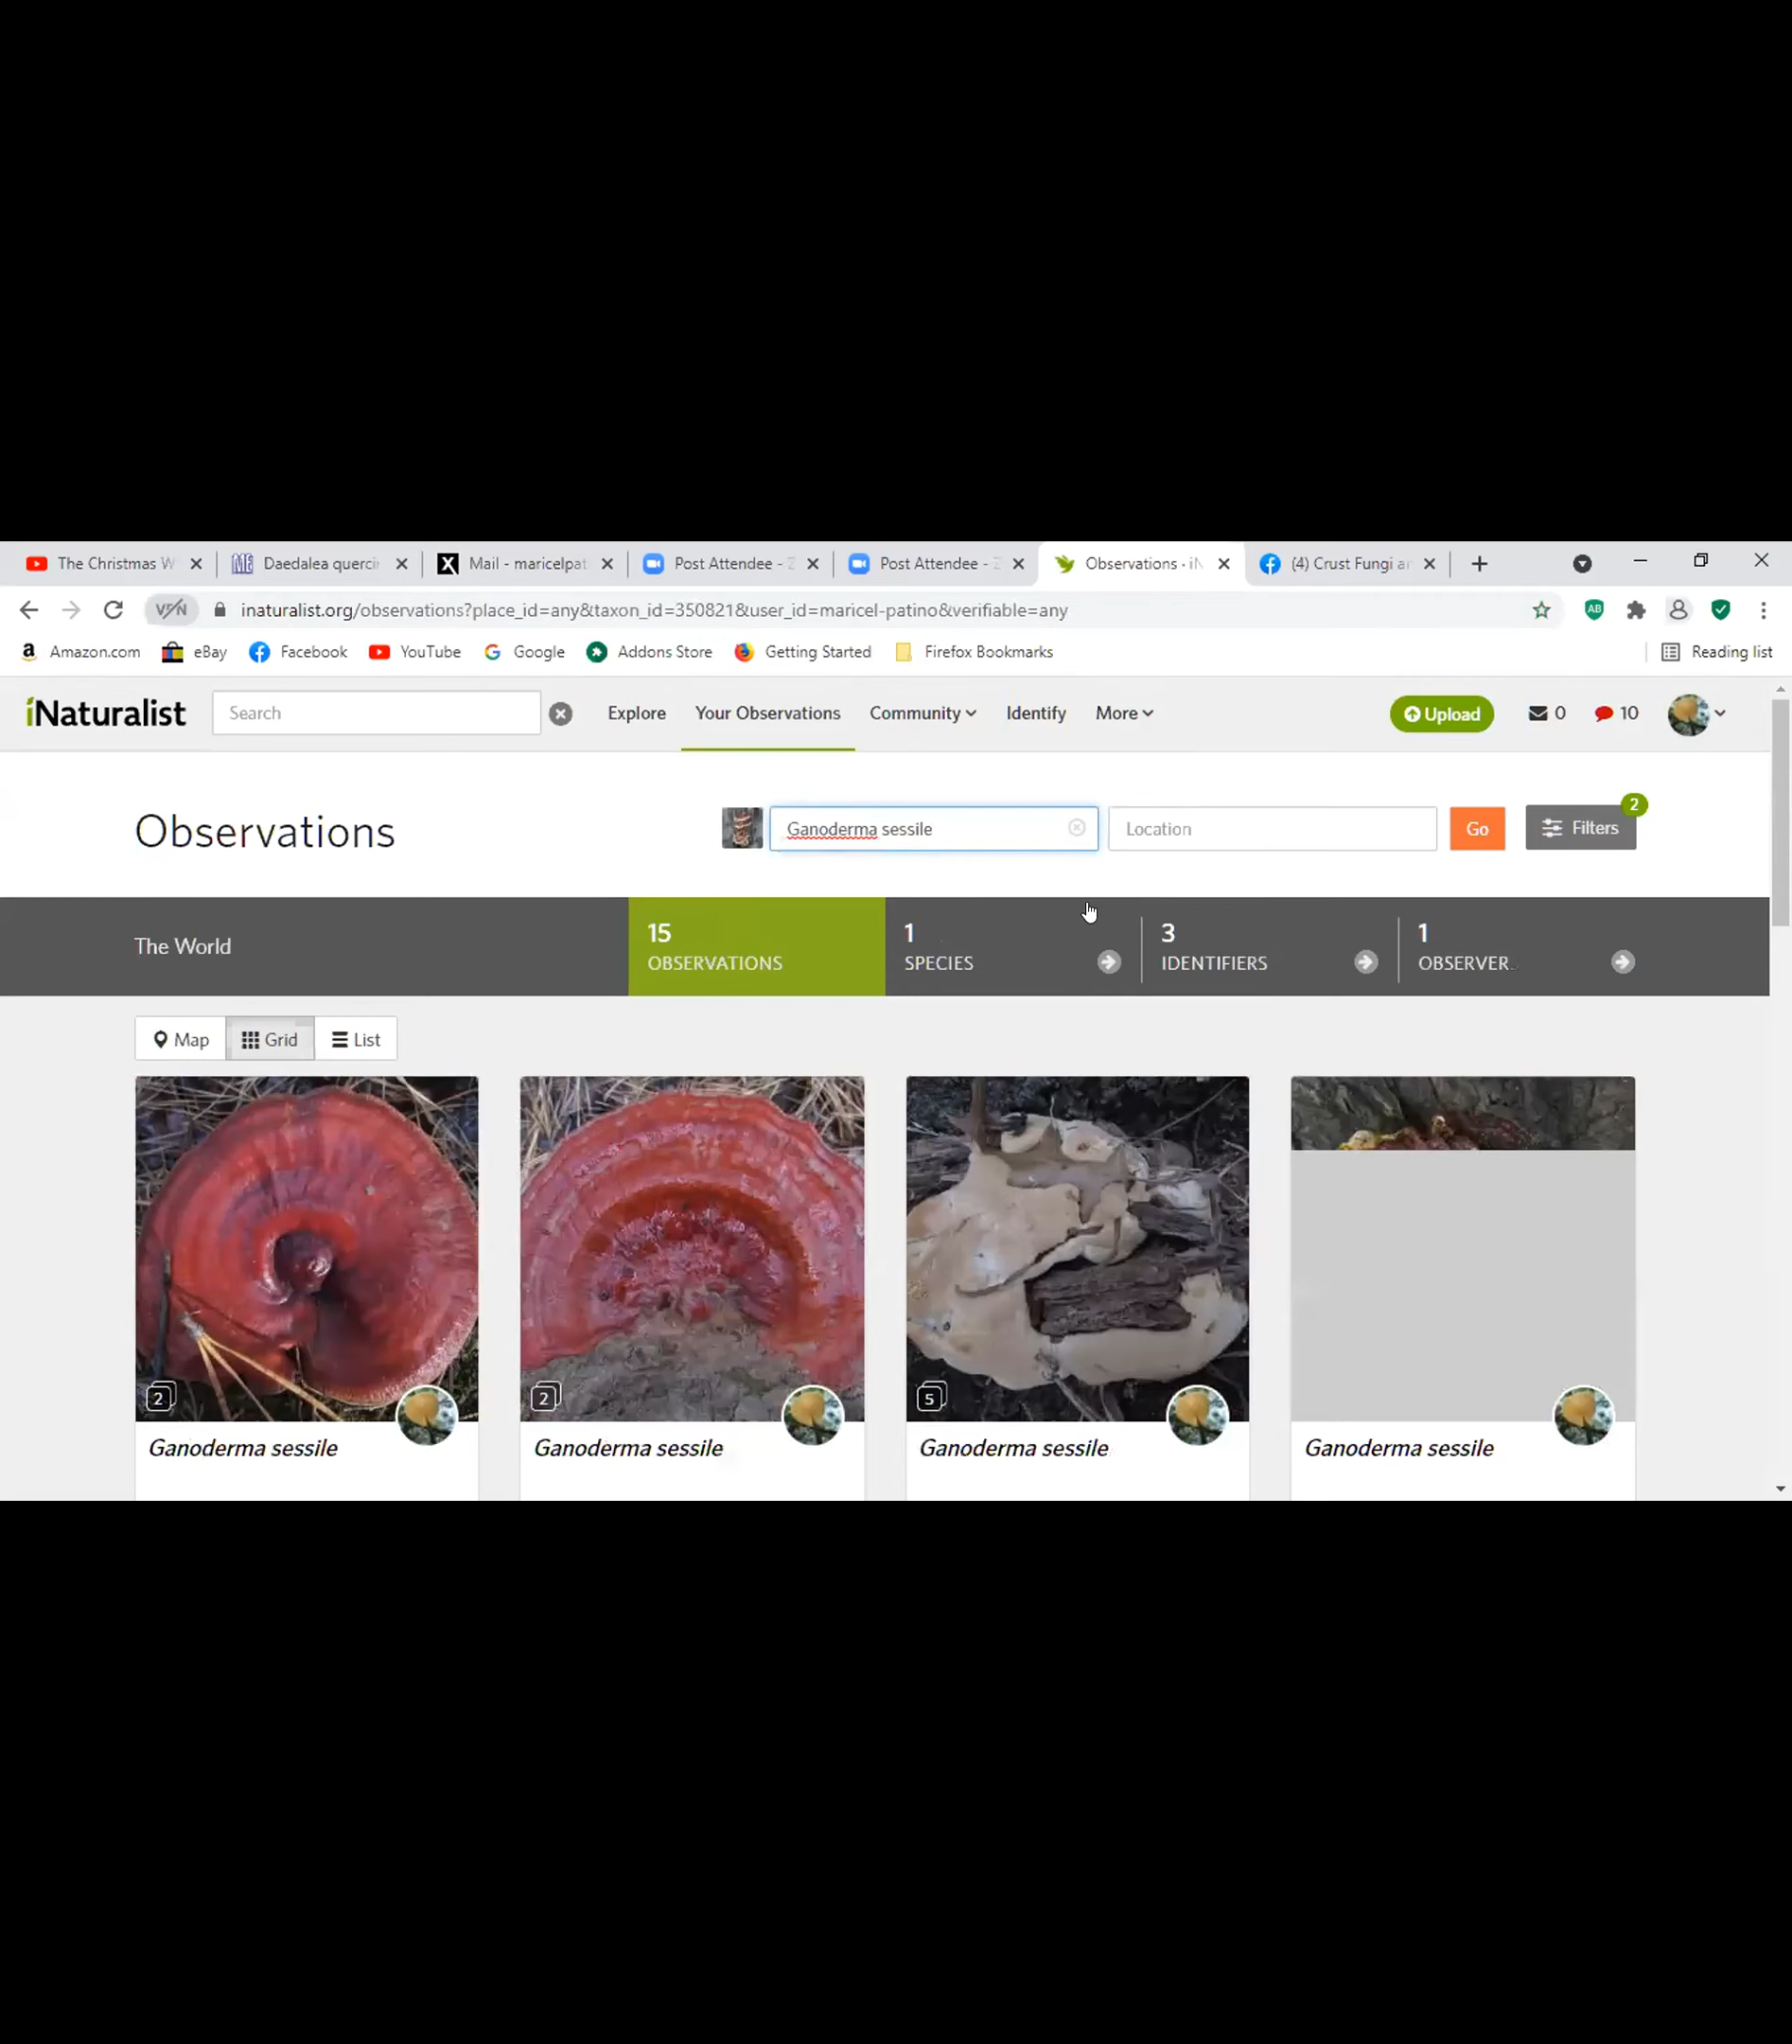 The Christmas W
Daedalea querci
Mail - maricelpat
Post Attendee - Z
Post Attendee - Z
Observations · iN
(4) Crust Fungi a
VPN
inaturalist.org/observations?place_id=any&taxon_id=350821&user_id=maricel-patino&verifiable=any
Amazon.com eBay Facebook YouTube Google Addons Store Getting Started Firefox Bookmarks Reading list
iNaturalist Search Explore Your Observations Community Identify More Upload 0 10
Observations Ganoderma sessile Location Go Filters 2
The World
15 OBSERVATIONS
1 SPECIES
3 IDENTIFIERS
1 OBSERVER
Map Grid List
2
2
5
Ganoderma sessile
Ganoderma sessile
Ganoderma sessile
Ganoderma sessile